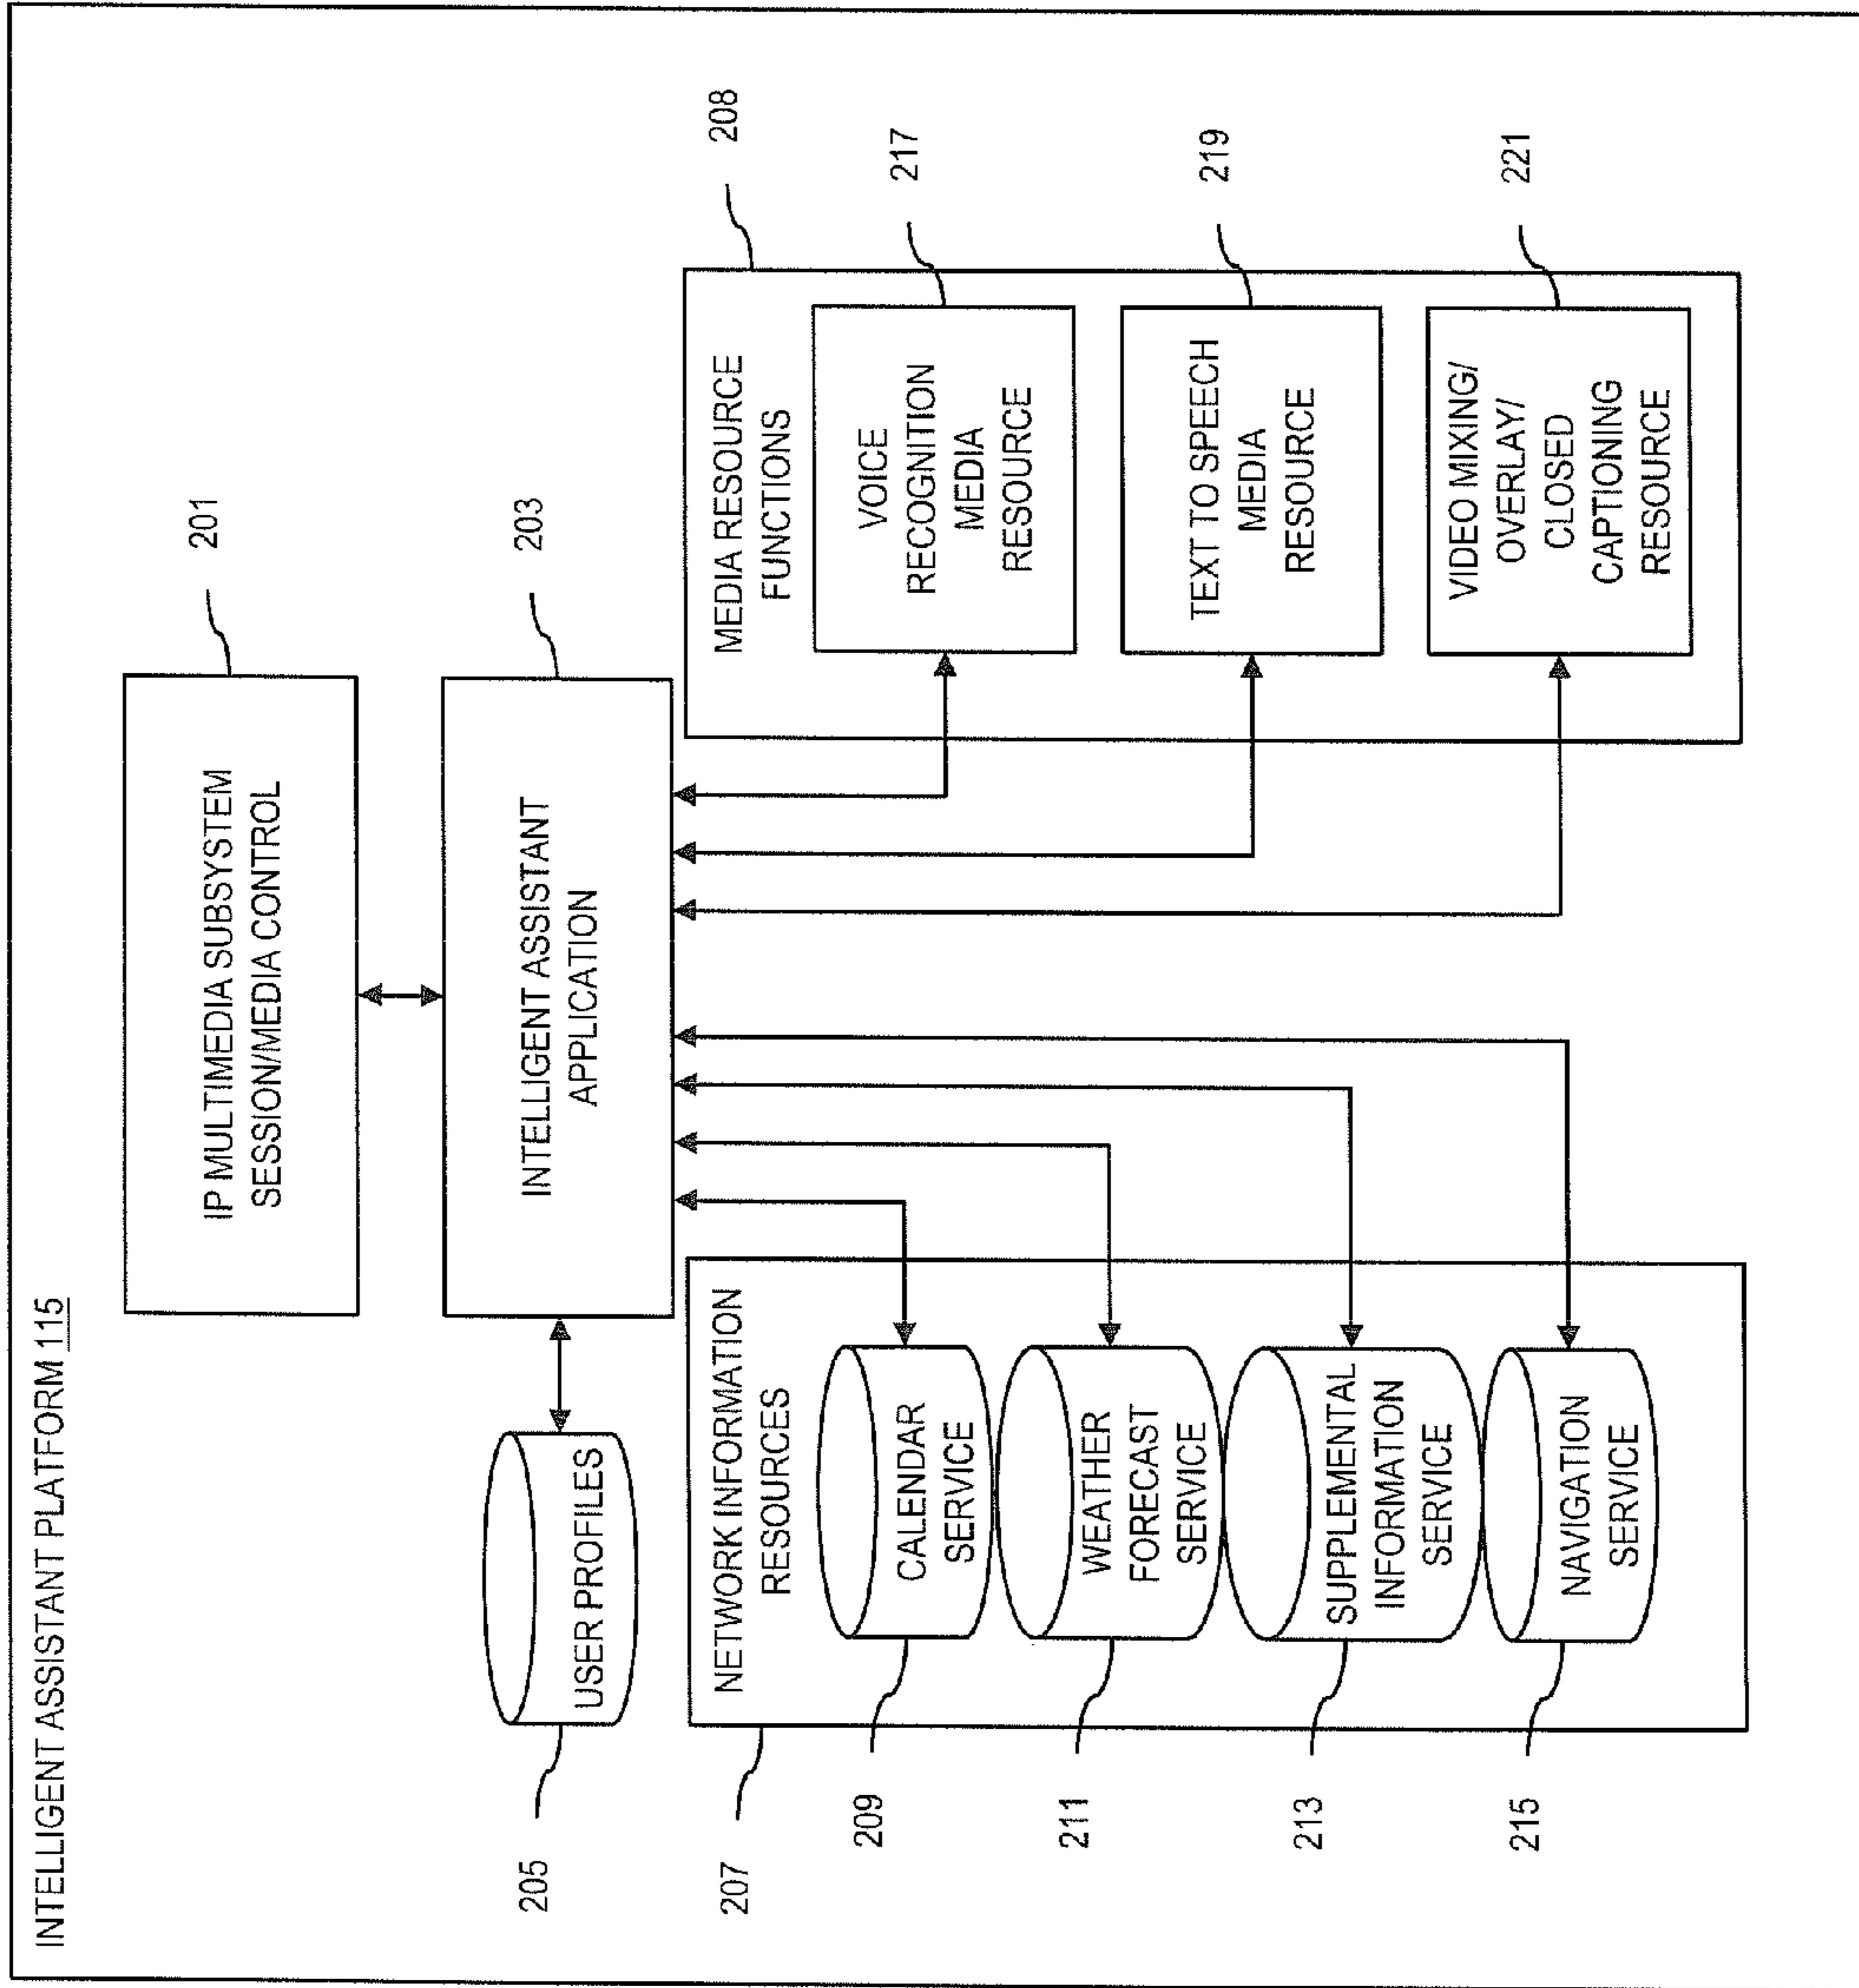 INTELLIGENT ASSISTANT PLATFORM 115
IP MULTIMEDIA SUBSYSTEM
SESSION/MEDIA CONTROL
201
INTELLIGENT ASSISTANT
APPLICATION
203
USER PROFILES
205
NETWORK INFORMATION
RESOURCES
207
CALENDAR
SERVICE
209
WEATHER
FORECAST
SERVICE
211
SUPPLEMENTAL
INFORMATION
SERVICE
213
NAVIGATION
SERVICE
215
MEDIA RESOURCE
FUNCTIONS
208
VOICE
RECOGNITION
MEDIA
RESOURCE
217
TEXT TO SPEECH
MEDIA
RESOURCE
219
VIDEO MIXING/
OVERLAY/
CLOSED
CAPTIONING
RESOURCE
221